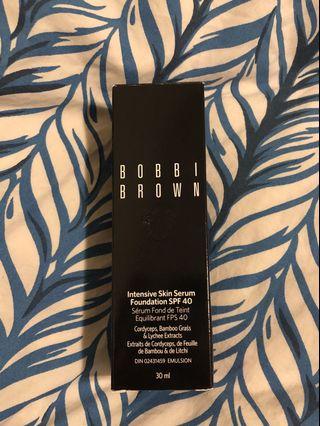 BOBBI
BROWN
Intensive Skin Serum
Foundation SPF 40
Sérum Fond de Teint
Equilibrant FPS 40
Cordyceps, Bamboo Grass
& Lychee Extracts
Extraits de Cordyceps, de Feuille
de Bambou & de Litchi
DIN 02431459 EMULSION
30 ml